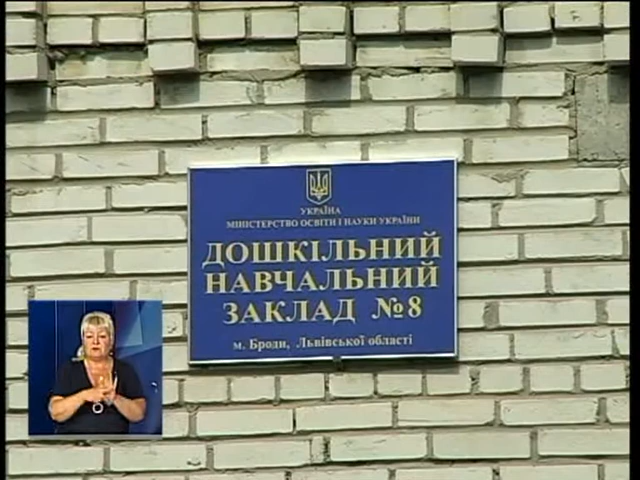 УКРАЇНА
МІНІСТЕРСТВО ОСВІТИ І НАУКИ УКРАЇНИ
ДОШКІЛЬНИЙ
НАВЧАЛЬНИЙ
ЗАКЛАД №8
м. Броди, Львівської області